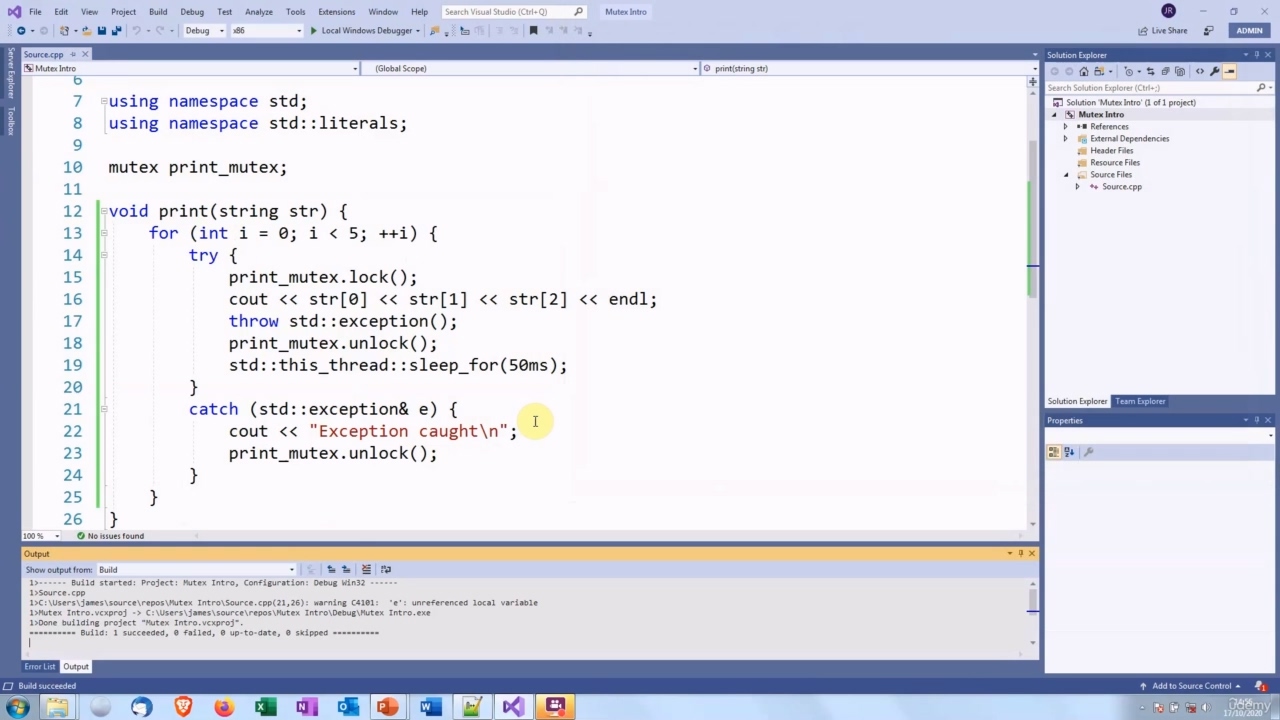 File Edit View Project Build Debug Test Analyze Tools Extensions Window Help Search Visual Studio (Ctrl+Q) Mutex Intro JR
Debug x86 Local Windows Debugger Live Share ADMIN
Server Explorer
Toolbox
Source.cpp
Mutex Intro (Global Scope) print(string str)
6
7 using namespace std;
8 using namespace std::literals;
9
10 mutex print_mutex;
11
12 void print(string str) {
13 for (int i = 0; i < 5; ++i) {
14 try {
15 print_mutex.lock();
16 cout << str[0] << str[1] << str[2] << endl;
17 throw std::exception();
18 print_mutex.unlock();
19 std::this_thread::sleep_for(50ms);
20 }
21 catch (std::exception& e) {
22 cout << "Exception caught\n";
23 print_mutex.unlock();
24 }
25 }
26 }
100 % No issues found
Solution Explorer
Search Solution Explorer (Ctrl+;)
Solution 'Mutex Intro' (1 of 1 project)
Mutex Intro
References
External Dependencies
Header Files
Resource Files
Source Files
Source.cpp
Solution Explorer Team Explorer
Properties
Output
Show output from: Build
1>------ Build started: Project: Mutex Intro, Configuration: Debug Win32 ------
1>Source.cpp
1>C:\Users\james\source\repos\Mutex Intro\Source.cpp(21,26): warning C4101: 'e': unreferenced local variable
1>Mutex Intro.vcxproj -> C:\Users\james\source\repos\Mutex Intro\Debug\Mutex Intro.exe
1>Done building project "Mutex Intro.vcxproj".
========== Build: 1 succeeded, 0 failed, 0 up-to-date, 0 skipped ==========
Error List Output
Build succeeded Add to Source Control 1
17/10/2020
Udemy